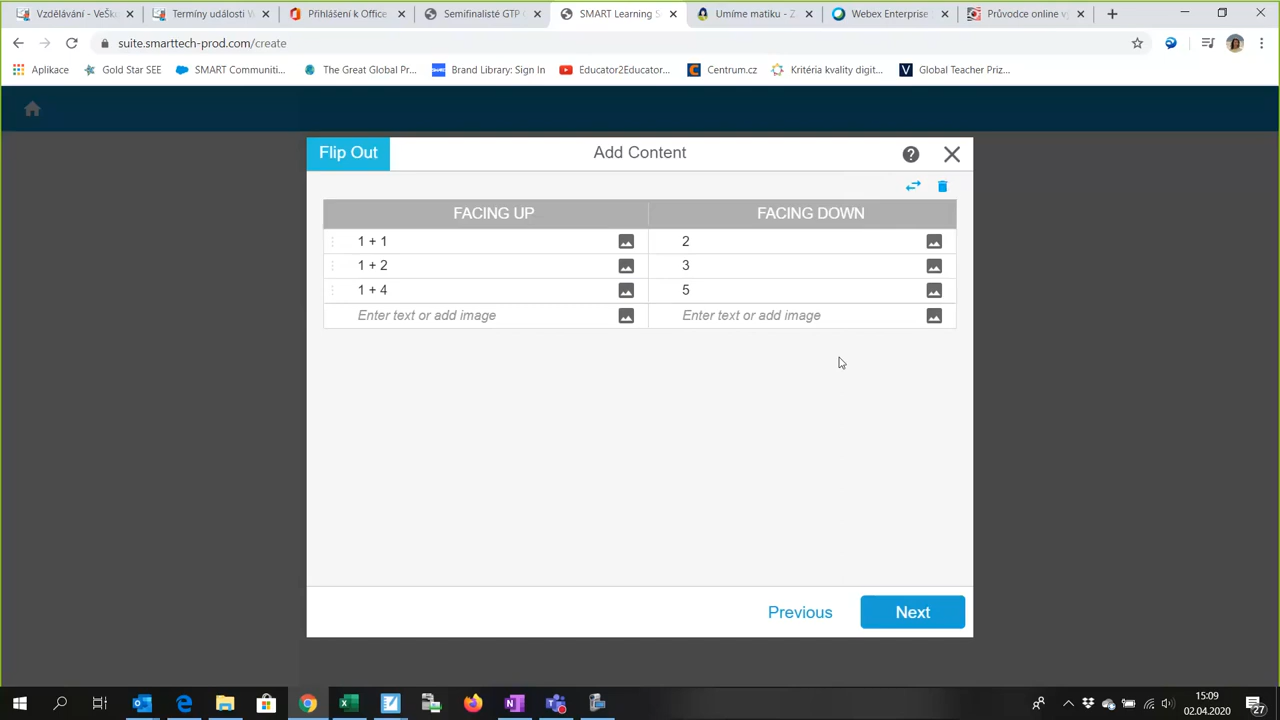 Vzdělávání - VeŠk
Termíny události W
Přihlášení k Office
Semifinalisté GTP C
SMART Learning S
Umíme matiku - Z
Webex Enterprise
Průvodce online vý
suite.smarttech-prod.com/create
Aplikace
Gold Star SEE
SMART Communiti...
The Great Global Pr...
Brand Library: Sign In
Educator2Educator...
Centrum.cz
Kritéria kvality digit...
Global Teacher Priz...
Flip Out
Add Content
FACING UP FACING DOWN
1 + 1 2
1 + 2 3
1 + 4 5
Enter text or add image Enter text or add image
Previous Next
15:09
02.04.2020
27